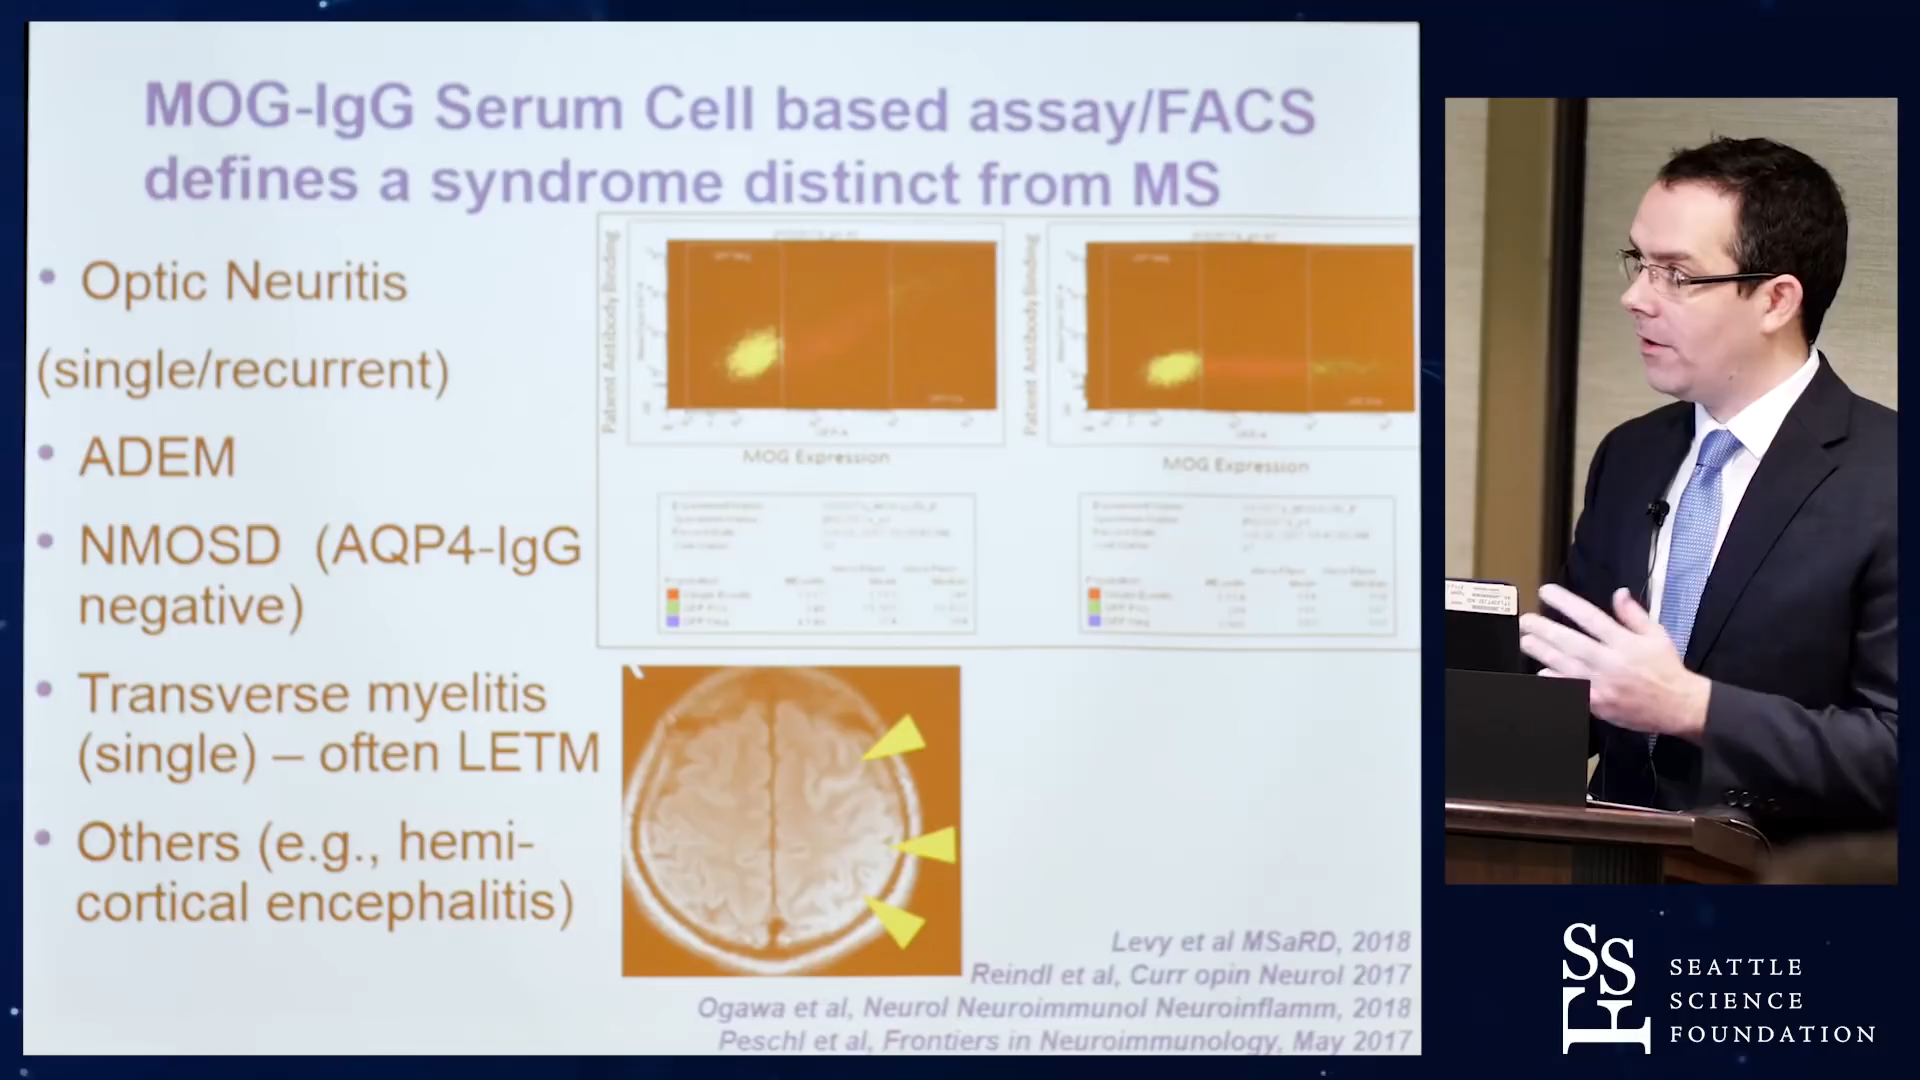 MOG-IgG Serum Cell based assay/FACS
defines a syndrome distinct from MS
• Optic Neuritis
(single/recurrent)
• ADEM
• NMOSD (AQP4-IgG
negative)
• Transverse myelitis
(single) – often LETM
• Others (e.g., hemi-
cortical encephalitis)
Patient Antibody Binding
MOG Expression
Patient Antibody Binding
MOG Expression
Levy et al MSaRD, 2018
Reindl et al, Curr opin Neurol 2017
Ogawa et al, Neurol Neuroimmunol Neuroinflamm, 2018
Peschl et al, Frontiers in Neuroimmunology, May 2017
SSF
SEATTLE
SCIENCE
FOUNDATION